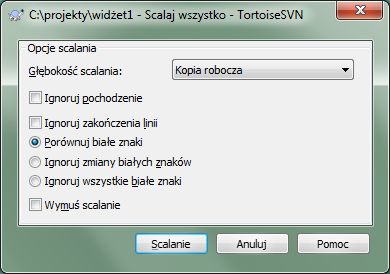 C:\projekty\widżet1 - Scalaj wszystko - TortoiseSVN
Opcje scalania
Głębokość scalania: Kopia robocza
Ignoruj pochodzenie
Ignoruj zakończenia linii
Porównuj białe znaki
Ignoruj zmiany białych znaków
Ignoruj wszystkie białe znaki
Wymuś scalanie
Scalanie Anuluj Pomoc